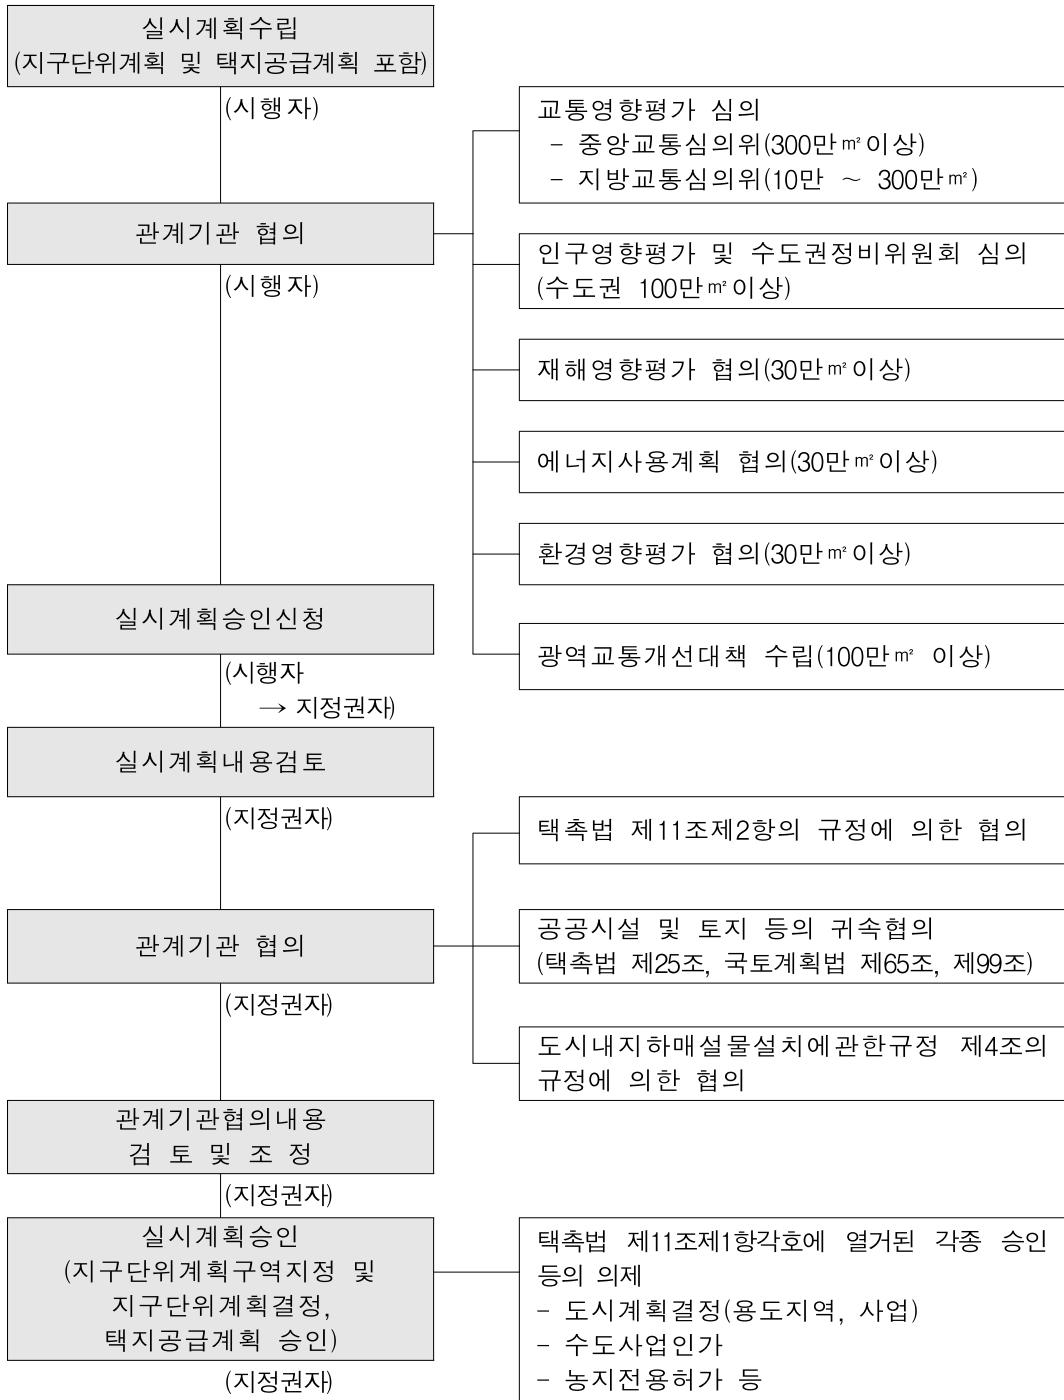 실시계획수립
(지구단위계획 및 택지공급계획 포함)
(시행자)
교통영향평가 심의
- 중앙교통심의위(300만㎡이상)
- 지방교통심의위(10만 ~ 300만㎡)
관계기관 협의
(시행자)
인구영향평가 및 수도권정비위원회 심의
(수도권 100만㎡이상)
재해영향평가 협의(30만㎡이상)
에너지사용계획 협의(30만㎡이상)
환경영향평가 협의(30만㎡이상)
광역교통개선대책 수립(100만㎡ 이상)
실시계획승인신청
(시행자
→ 지정권자)
실시계획내용검토
(지정권자)
택촉법 제11조제2항의 규정에 의한 협의
관계기관 협의
(지정권자)
공공시설 및 토지 등의 귀속협의
(택촉법 제25조, 국토계획법 제65조, 제99조)
도시내지하매설물설치에관한규정 제4조의
규정에 의한 협의
관계기관협의내용
검 토 및 조 정
(지정권자)
실시계획승인
(지구단위계획구역지정 및
지구단위계획결정,
택지공급계획 승인)
(지정권자)
택촉법 제11조제1항각호에 열거된 각종 승인
등의 의제
- 도시계획결정(용도지역, 사업)
- 수도사업인가
- 농지전용허가 등